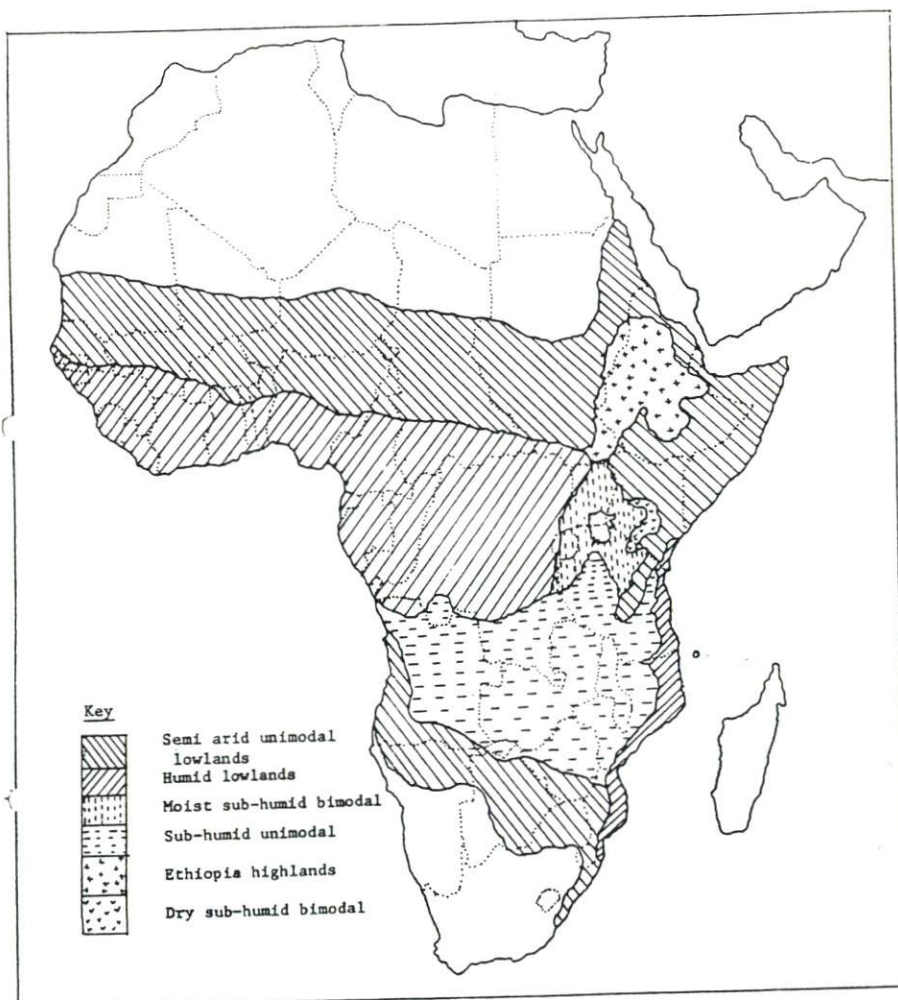 Key
Semi arid unimodal
lowlands
Humid lowlands
Moist sub-humid bimodal
Sub-humid unimodal
Ethiopia highlands
Dry sub-humid bimodal